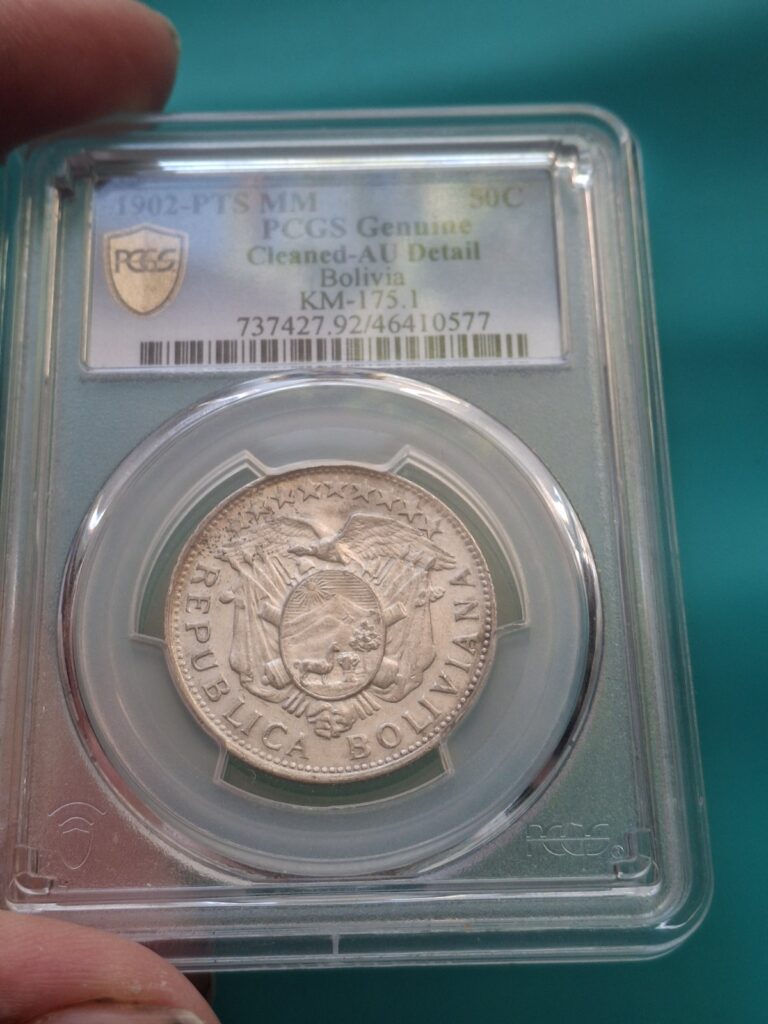 1902-PTS MM 50C
PCGS Genuine
Cleaned-AU Detail
Bolivia
KM-175.1
737427.92/46410577
PCGS
REPUBLICA BOLIVIANA
PCGS